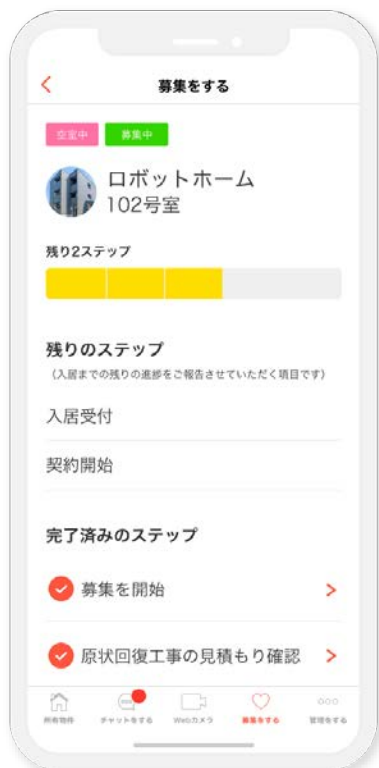 募集をする
空室中 募集中
ロボットホーム
102号室
残り2ステップ
残りのステップ
（入居までの残りの進捗をご報告させていただく項目です）
入居受付
契約開始
完了済みのステップ
募集を開始
原状回復工事の見積もり確認
所有物件 チャットをする Webカメラ 募集をする 管理をする